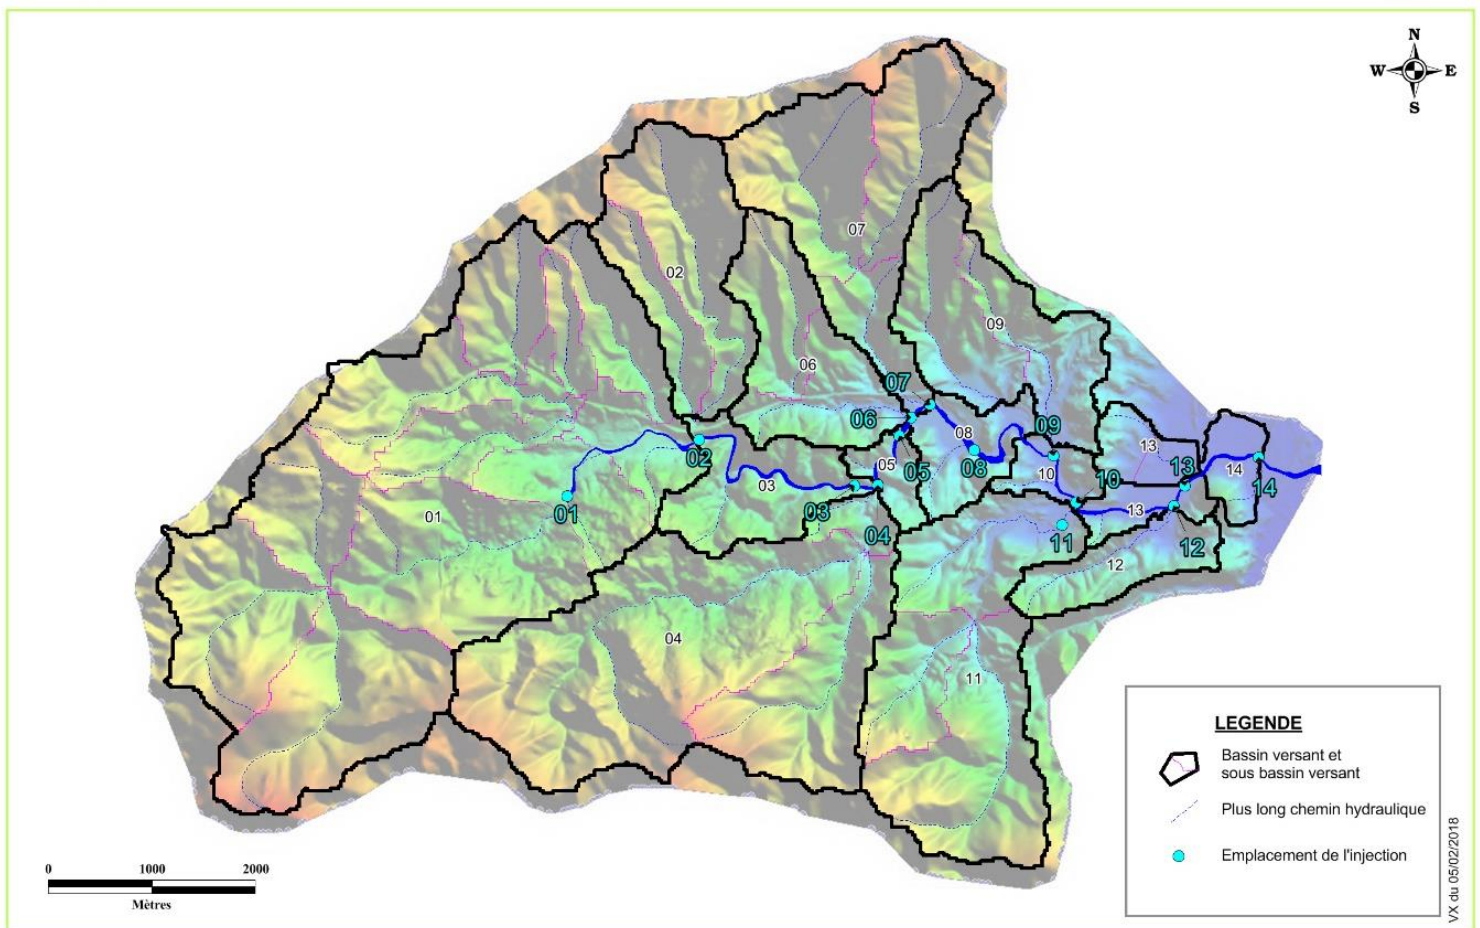 N
W E
S
07
02
09
06
07
06
05
05
08
08
09
10
10
13
13
14
14
02
03
03
04
01
01
11
13
12
12
04
11
LEGENDE
Bassin versant et
sous bassin versant
Plus long chemin hydraulique
Emplacement de l'injection
0 1000 2000
Mètres
VX du 05/02/2018